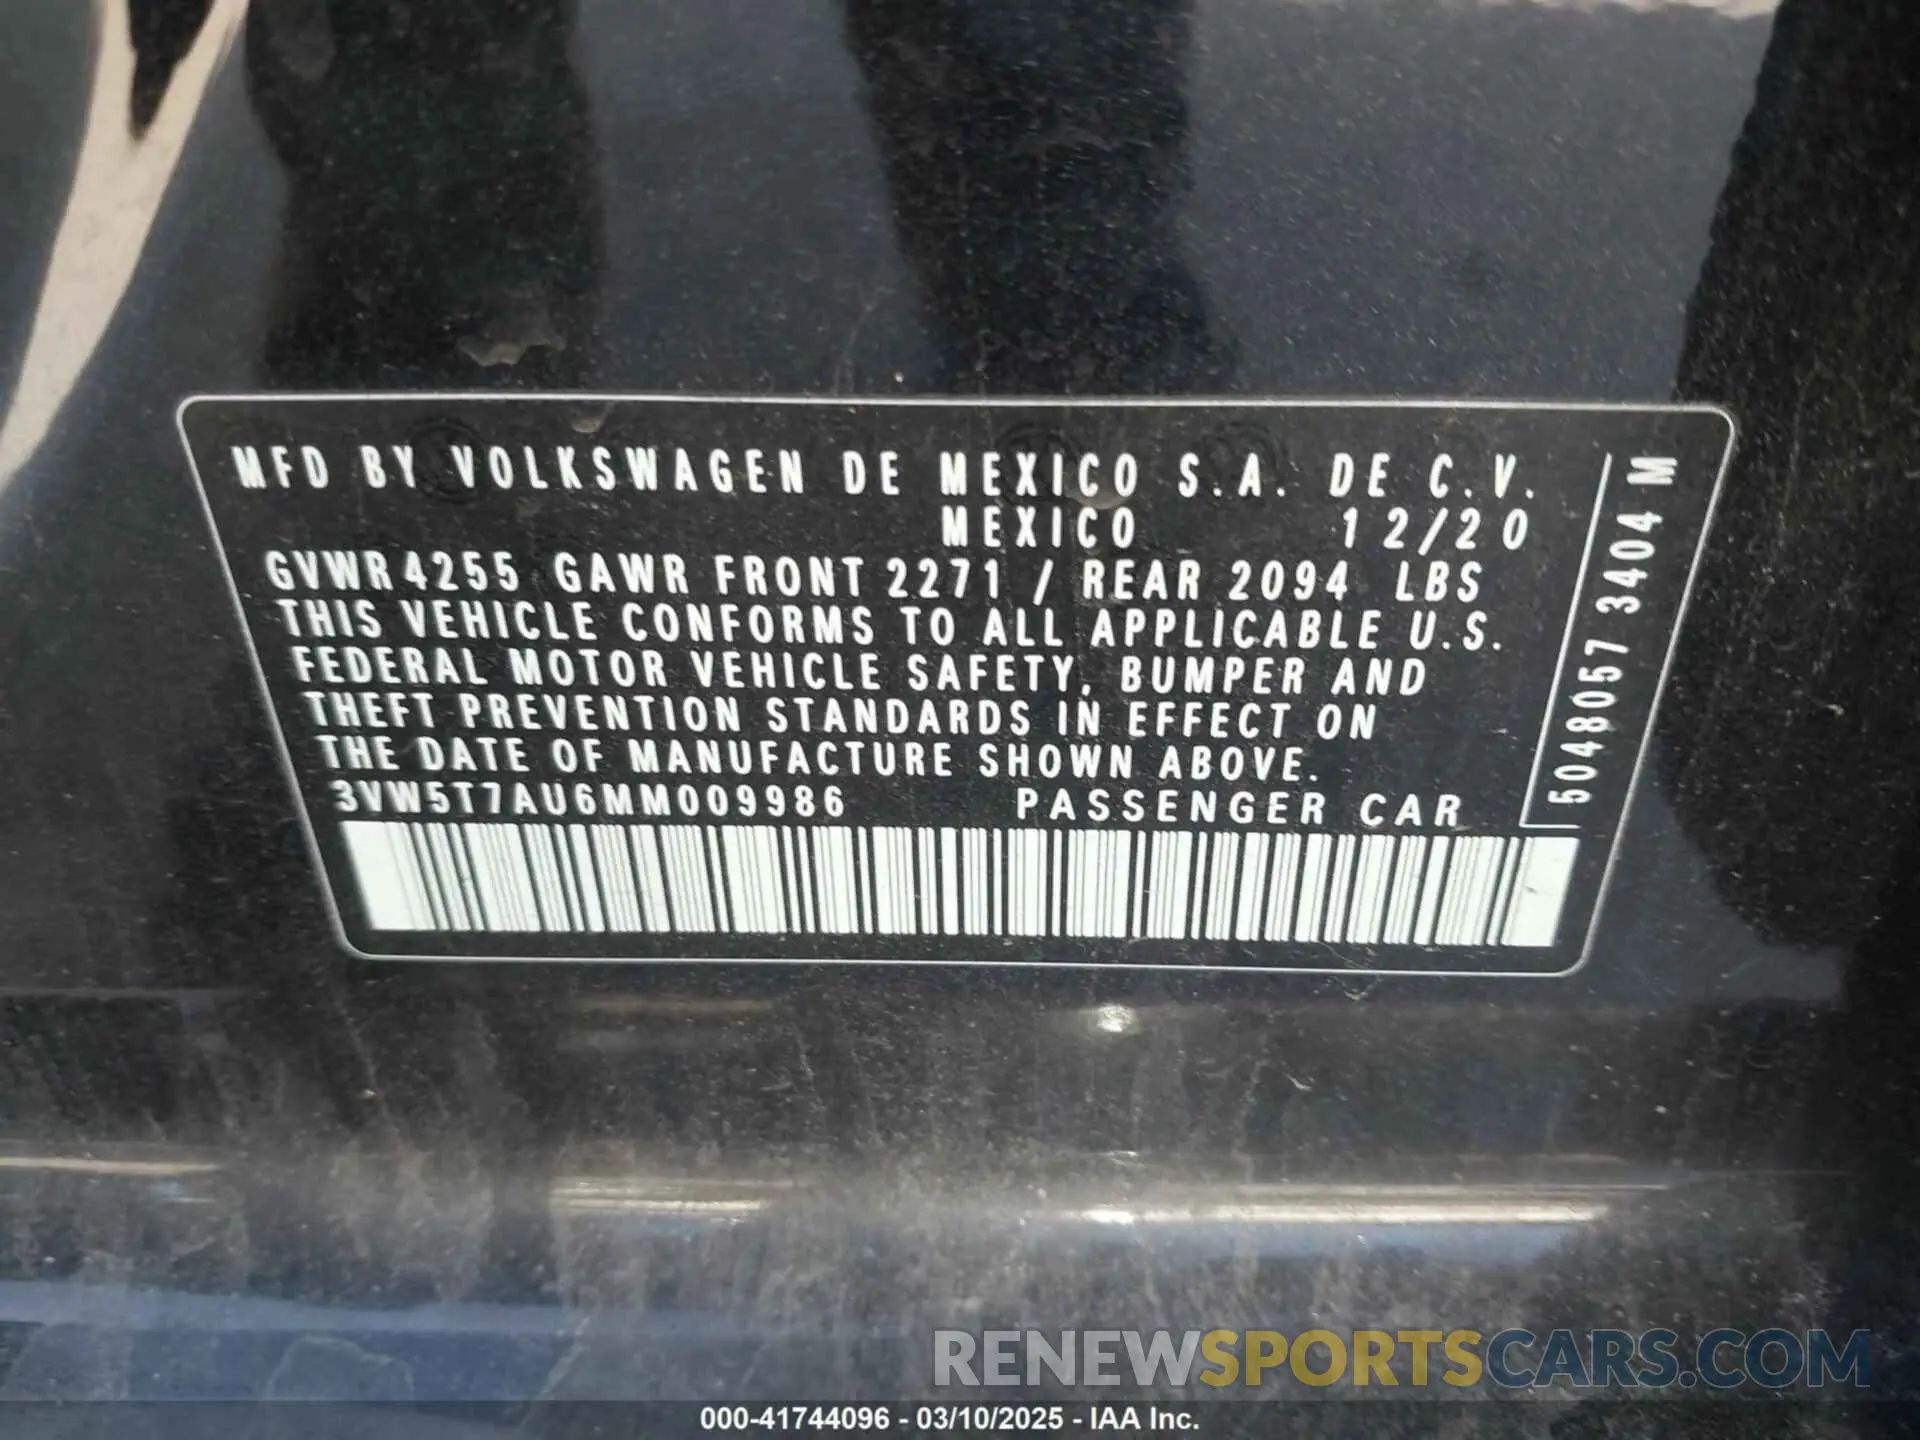 MFD BY VOLKSWAGEN DE MEXICO S.A. DE C.V.
MEXICO 12/20
GVWR 4255 GAWR FRONT 2271 / REAR 2094 LBS
THIS VEHICLE CONFORMS TO ALL APPLICABLE U.S.
FEDERAL MOTOR VEHICLE SAFETY, BUMPER AND
THEFT PREVENTION STANDARDS IN EFFECT ON
THE DATE OF MANUFACTURE SHOWN ABOVE.
3VW5T7AU6MM009986 PASSENGER CAR
5048057 3404 M
RENEWSPORTSCARS.COM
000-41744096 - 03/10/2025 - IAA Inc.